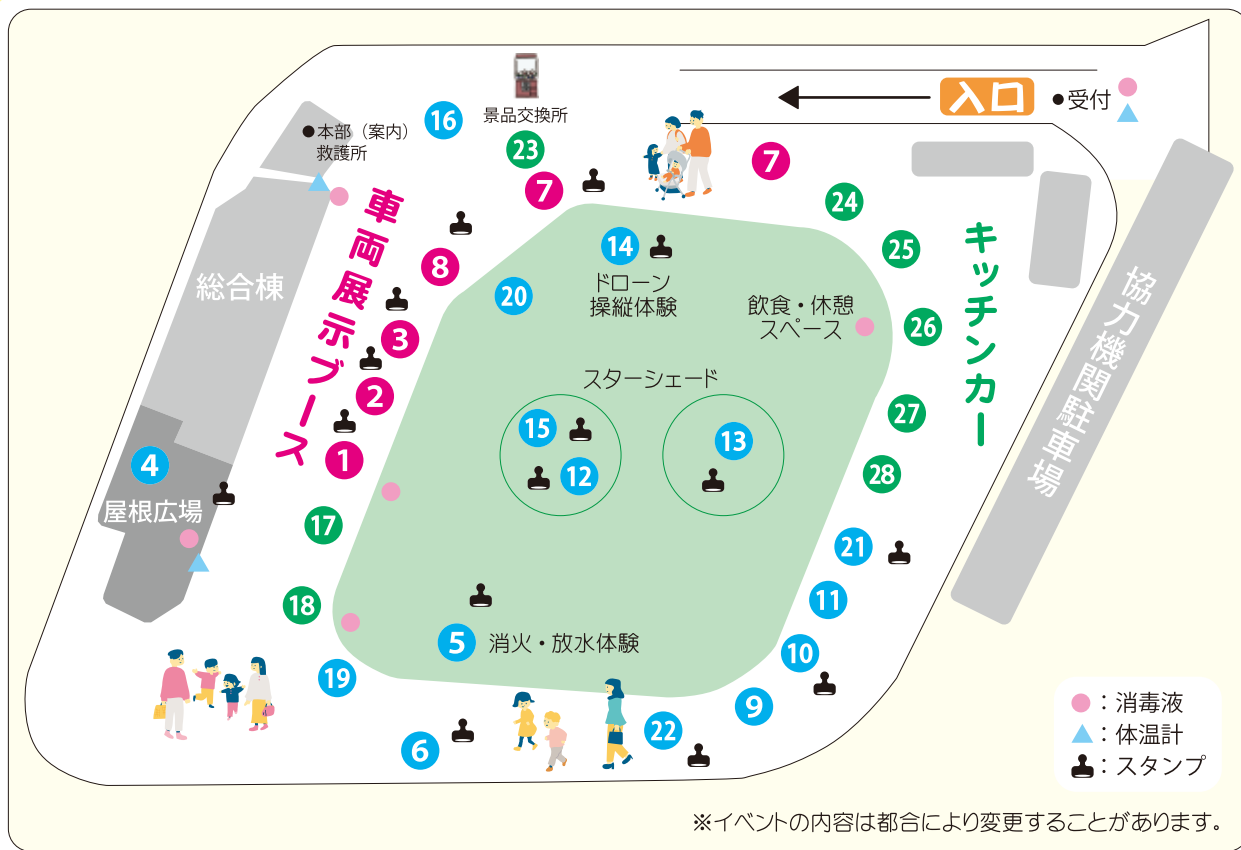 入口
●受付
景品交換所
●本部（案内）
救護所
16
23
7
7
24
25
26
27
28
キッチンカー
協力機関駐車場
総合棟
車両展示ブース
8
3
2
1
20
14
ドローン
操縦体験
飲食・休憩
スペース
スターシェード
15
12
13
4
屋根広場
17
18
19
5
消火・放水体験
6
22
9
10
11
21
：消毒液
：体温計
：スタンプ
※イベントの内容は都合により変更することがあります。